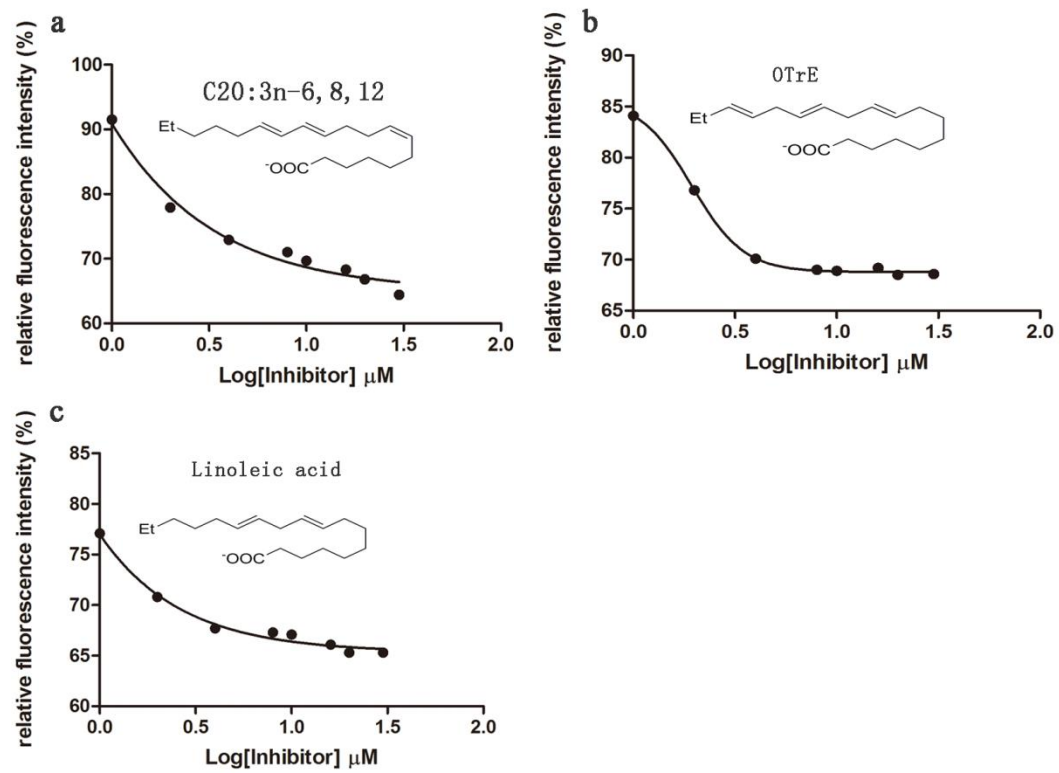 a
relative fluorescence intensity (%)
100
90
80
70
60
C20:3n-6, 8, 12
Et
-OOC
0.0 0.5 1.0 1.5 2.0
Log[Inhibitor] μM
b
relative fluorescence intensity (%)
90
85
80
75
70
65
OTrE
Et
-OOC
0.0 0.5 1.0 1.5 2.0
Log[Inhibitor] μM
c
relative fluorescence intensity (%)
85
80
75
70
65
60
Linoleic acid
Et
-OOC
0.0 0.5 1.0 1.5 2.0
Log[Inhibitor] μM